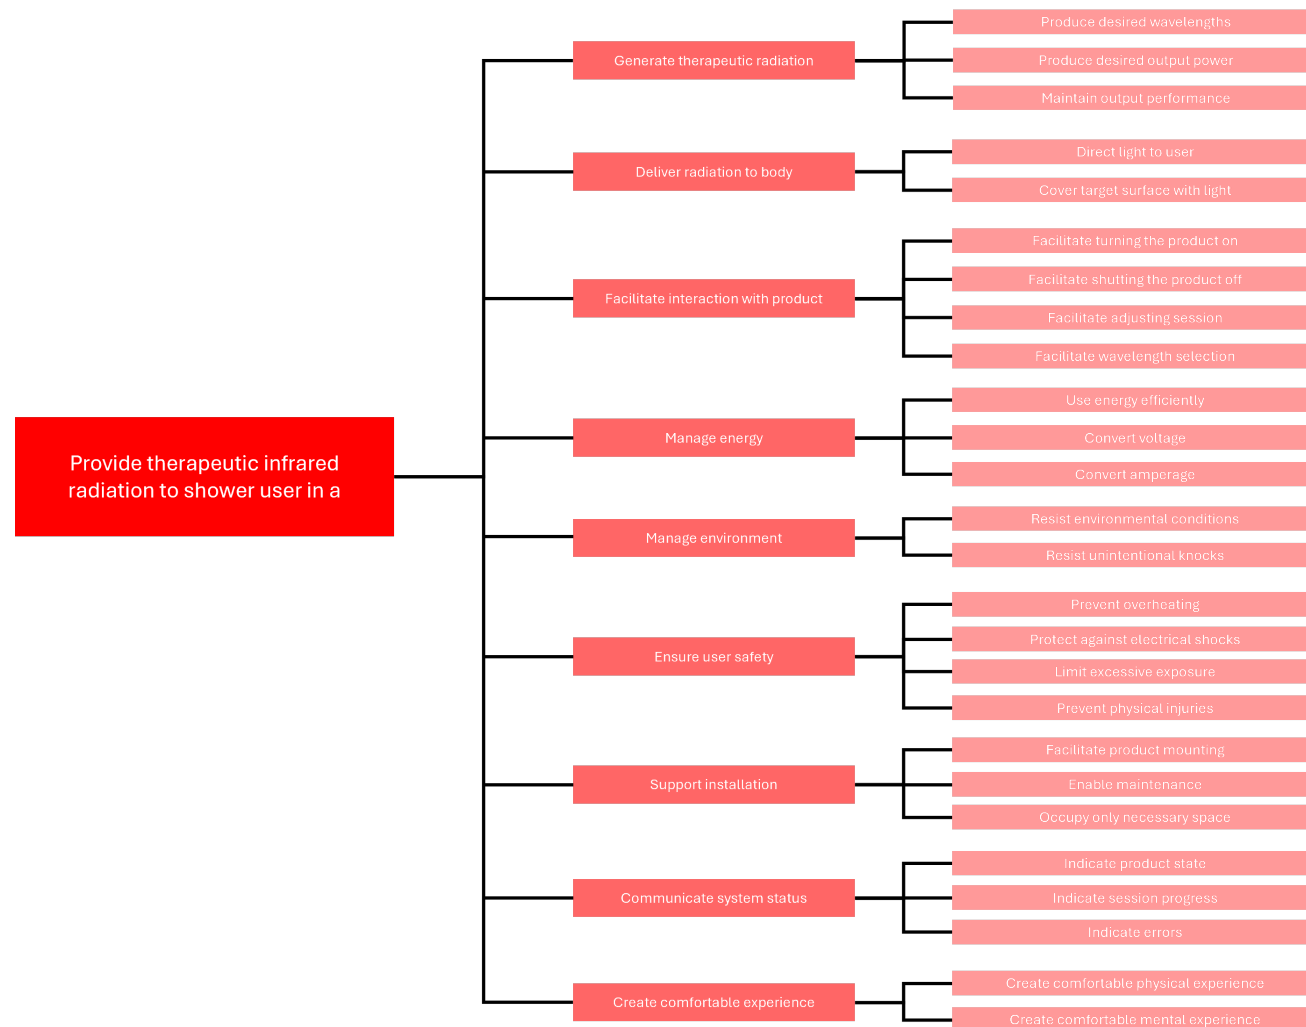 Provide therapeutic infrared
radiation to shower user in a
Generate therapeutic radiation
Produce desired wavelengths
Produce desired output power
Maintain output performance
Deliver radiation to body
Direct light to user
Cover target surface with light
Facilitate interaction with product
Facilitate turning the product on
Facilitate shutting the product off
Facilitate adjusting session
Facilitate wavelength selection
Manage energy
Use energy efficiently
Convert voltage
Convert amperage
Manage environment
Resist environmental conditions
Resist unintentional knocks
Ensure user safety
Prevent overheating
Protect against electrical shocks
Limit excessive exposure
Prevent physical injuries
Support installation
Facilitate product mounting
Enable maintenance
Occupy only necessary space
Communicate system status
Indicate product state
Indicate session progress
Indicate errors
Create comfortable experience
Create comfortable physical experience
Create comfortable mental experience